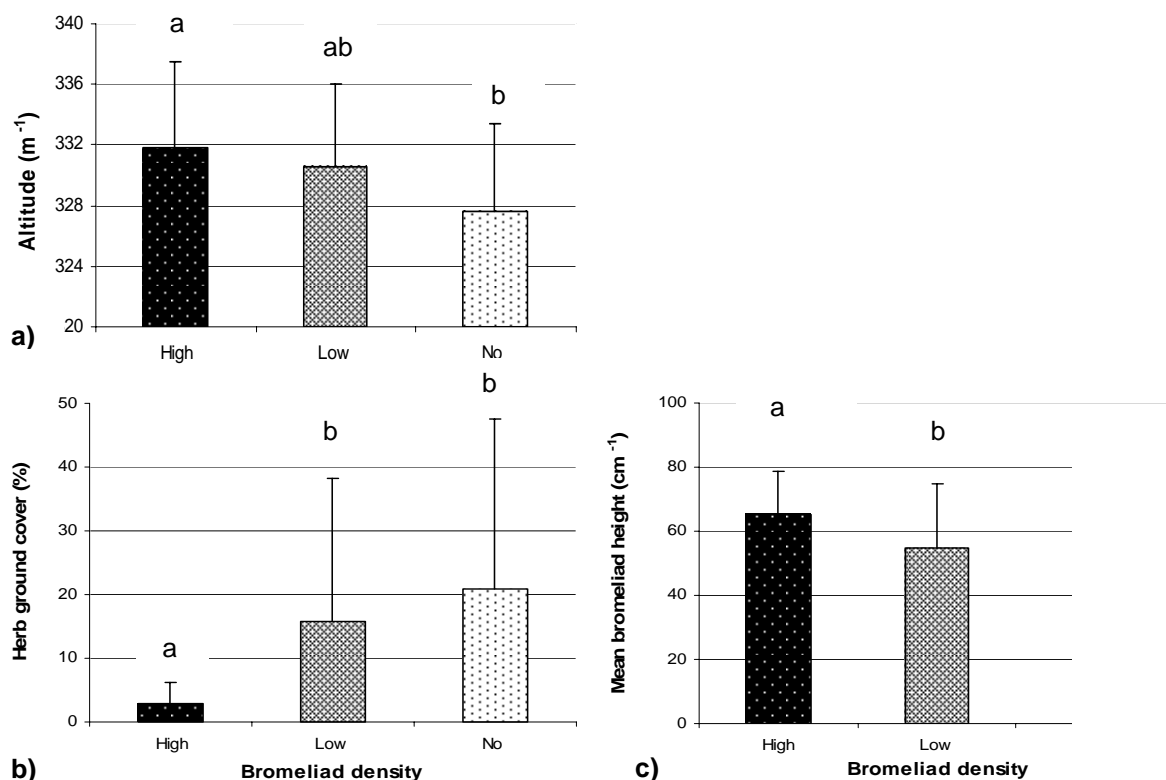 340
336
332
328
324
20
Altitude (m⁻¹)
a
ab
b
High
Low
No
a)
50
40
30
20
10
0
Herb ground cover (%)
a
b
b
High
Low
No
Bromeliad density
b)
100
80
60
40
20
0
Mean bromeliad height (cm⁻¹)
a
b
High
Low
Bromeliad density
c)